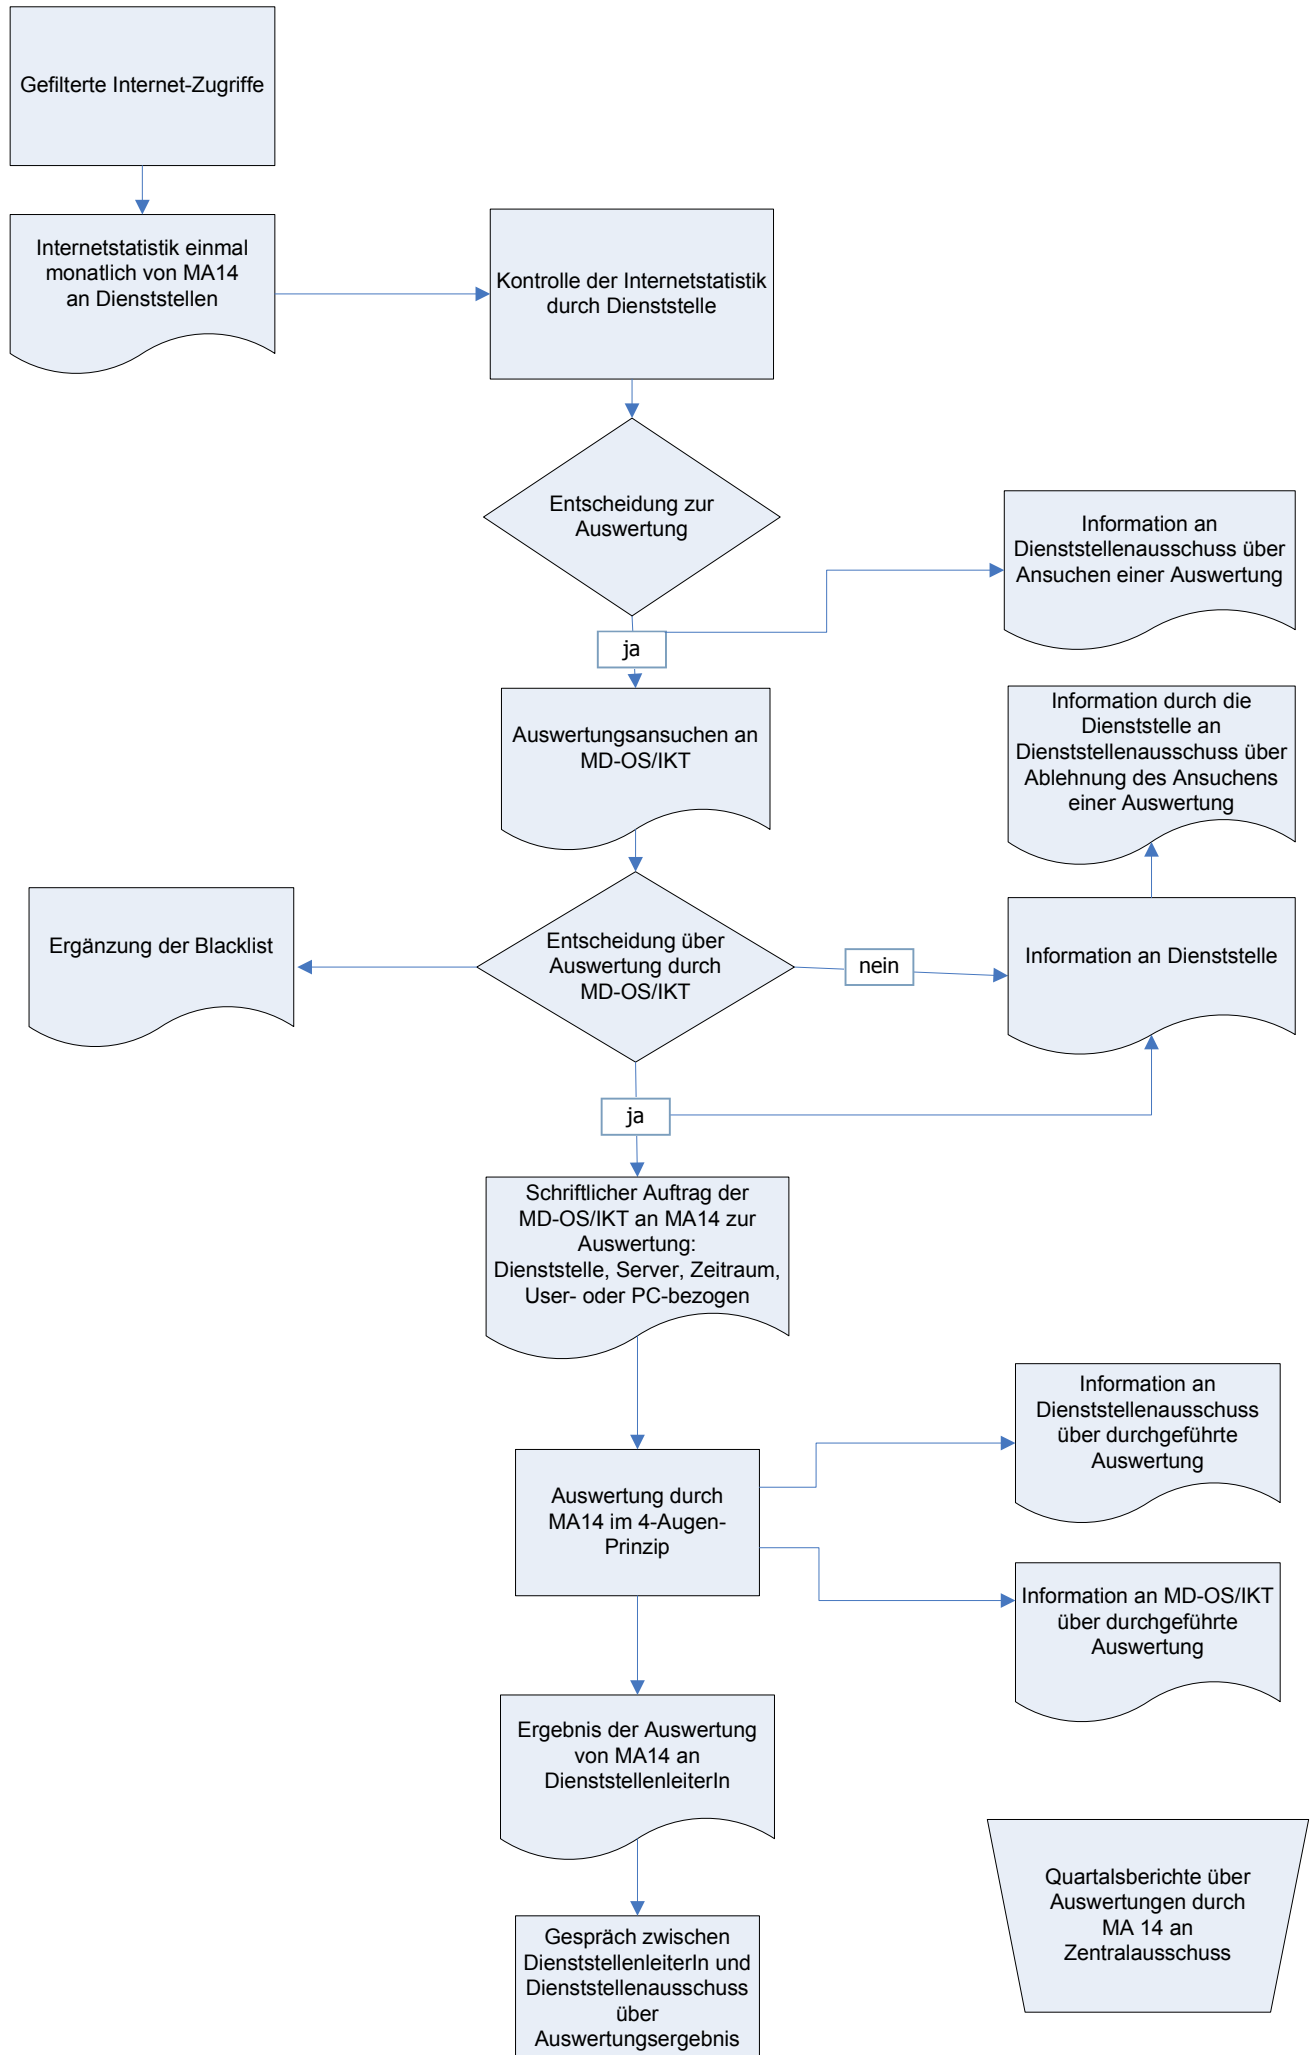 Gefilterte Internet-Zugriffe
Internetstatistik einmal
monatlich von MA14
an Dienststellen
Kontrolle der Internetstatistik
durch Dienststelle
Entscheidung zur
Auswertung
Information an
Dienststellenausschuss über
Ansuchen einer Auswertung
ja
Auswertungsansuchen an
MD-OS/IKT
Information durch die
Dienststelle an
Dienststellenausschuss über
Ablehnung des Ansuchens
einer Auswertung
Ergänzung der Blacklist
Entscheidung über
Auswertung durch
MD-OS/IKT
nein
Information an Dienststelle
ja
Schriftlicher Auftrag der
MD-OS/IKT an MA14 zur
Auswertung:
Dienststelle, Server, Zeitraum,
User- oder PC-bezogen
Information an
Dienststellenausschuss
über durchgeführte
Auswertung
Auswertung durch
MA14 im 4-Augen-
Prinzip
Information an MD-OS/IKT
über durchgeführte
Auswertung
Ergebnis der Auswertung
von MA14 an
DienststellenleiterIn
Quartalsberichte über
Auswertungen durch
MA 14 an
Zentralausschuss
Gespräch zwischen
DienststellenleiterIn und
Dienststellenausschuss
über
Auswertungsergebnis